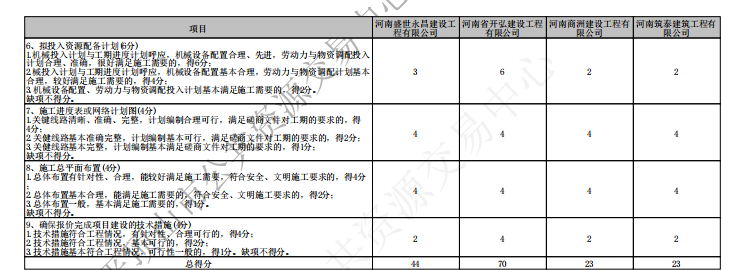 项目 河南盛世永昌建设工程有限公司 河南省开弘建设工程有限公司 河南商洲建设工程有限公司 河南筑泰建筑工程有限公司
6、拟投入资源配备计划(6分)
1.机械投入计划与工期进度计划呼应，机械设备配置合理、先进，劳动力与物资调配投入
计划合理、准确，很好满足施工需要的，得6分；
2械投入计划与工期进度计划呼应，机械设备配置基本合理，劳动力与物资调配计划基本
合理，较好满足施工需要的，得4分；
3.机械设备配置、劳动力与物资调配投入计划基本满足施工需要的，得2分。
缺项不得分。
3 6 2 2
7、施工进度表或网络计划图(4分)
1.关键线路清晰、准确、完整，计划编制合理可行，满足磋商文件对工期的要求的，得
4分；
2.关健线路基本准确完整，计划编制基本可行，满足磋商文件对工期的要求的，得2分；
3.关健线路基本完整，计划编制基本满足磋商文件对工期的要求的，得1分；
缺项不得分。
4 4 4 4
8、施工总平面布置(4分)
1.总体布置有针对性、合理，能较好满足施工需要，符合安全、文明施工要求的，得4分
；
2.总体布置基本合理，能满足施工需要的，符合安全、文明施工要求的，得2分；
3.总体布置一般，基本满足施工需要的，得1分。
缺项不得分。
4 4 4 4
9、确保报价完成项目建设的技术措施(4分)
1.技术措施符合工程情况，有针对性、合理可行的，得4分；
2.技术措施符合工程情况，基本可行的，得2分；
3.技术措施基本符合工程情况，可行性一般的，得1分。缺项不得分。
2 4 2 2
总得分 44 70 23 23